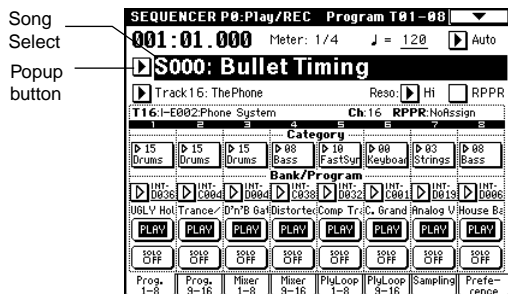 Song
Select
Popup
button
SEQUENCER P0:Play/REC Program T01-08
001:01.000 Meter: 1/4 ♩ = 120 Auto
S000: Bullet Timing
Track16: ThePhone Reso: Hi RPPR
T16:I-E002:Phone System Ch:16 RPPR:NoAssign
1 2 3 4 5 6 7 8
Category
15 15 15 08 10 00 03 08
Drums Drums Drums Bass FastSyn Keyboar Strings Bass
Bank/Program
INT- INT- INT- INT- INT- INT- INT- INT-
D036 C004 D004 C038 D032 C001 D019 D006
UGLY Hol Trance/ D'n'B Gat Distortec Comp Tra C. Grand Analog V House Ba
PLAY PLAY PLAY PLAY PLAY PLAY PLAY PLAY
SOLO SOLO SOLO SOLO SOLO SOLO SOLO SOLO
OFF OFF OFF OFF OFF OFF OFF OFF
Prog. Prog. Mixer Mixer PlyLoop PlyLoop Sampling Prefe-
1-8 9-16 1-8 9-16 1-8 9-16 rence